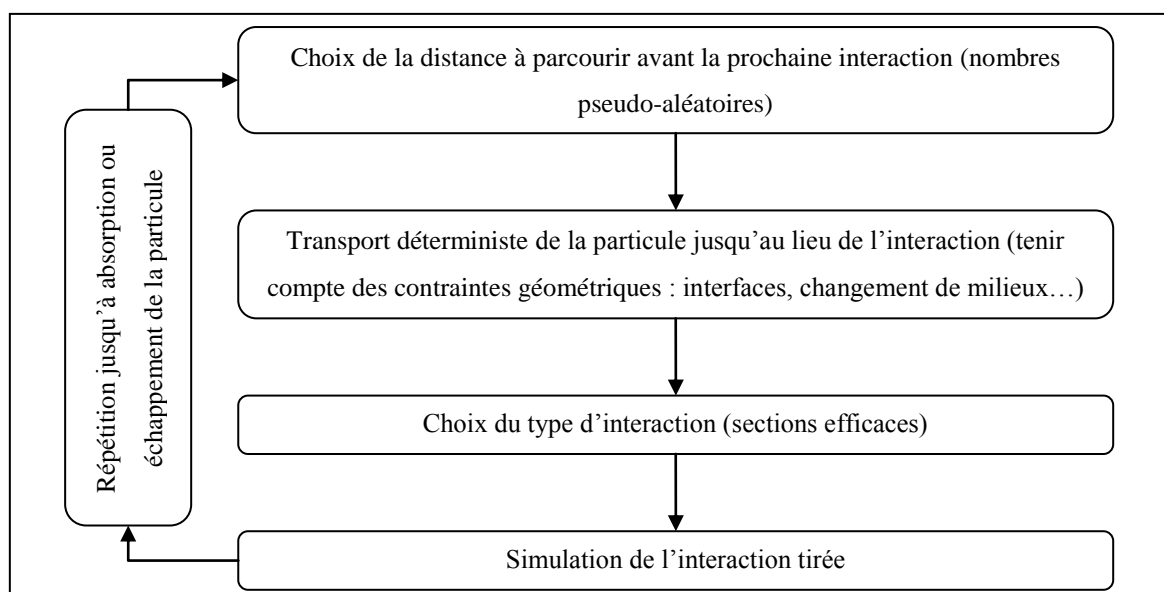 Choix de la distance à parcourir avant la prochaine interaction (nombres
pseudo-aléatoires)
Transport déterministe de la particule jusqu’au lieu de l’interaction (tenir
compte des contraintes géométriques : interfaces, changement de milieux…)
Choix du type d’interaction (sections efficaces)
Simulation de l’interaction tirée
Répétition jusqu’à absorption ou
échappement de la particule